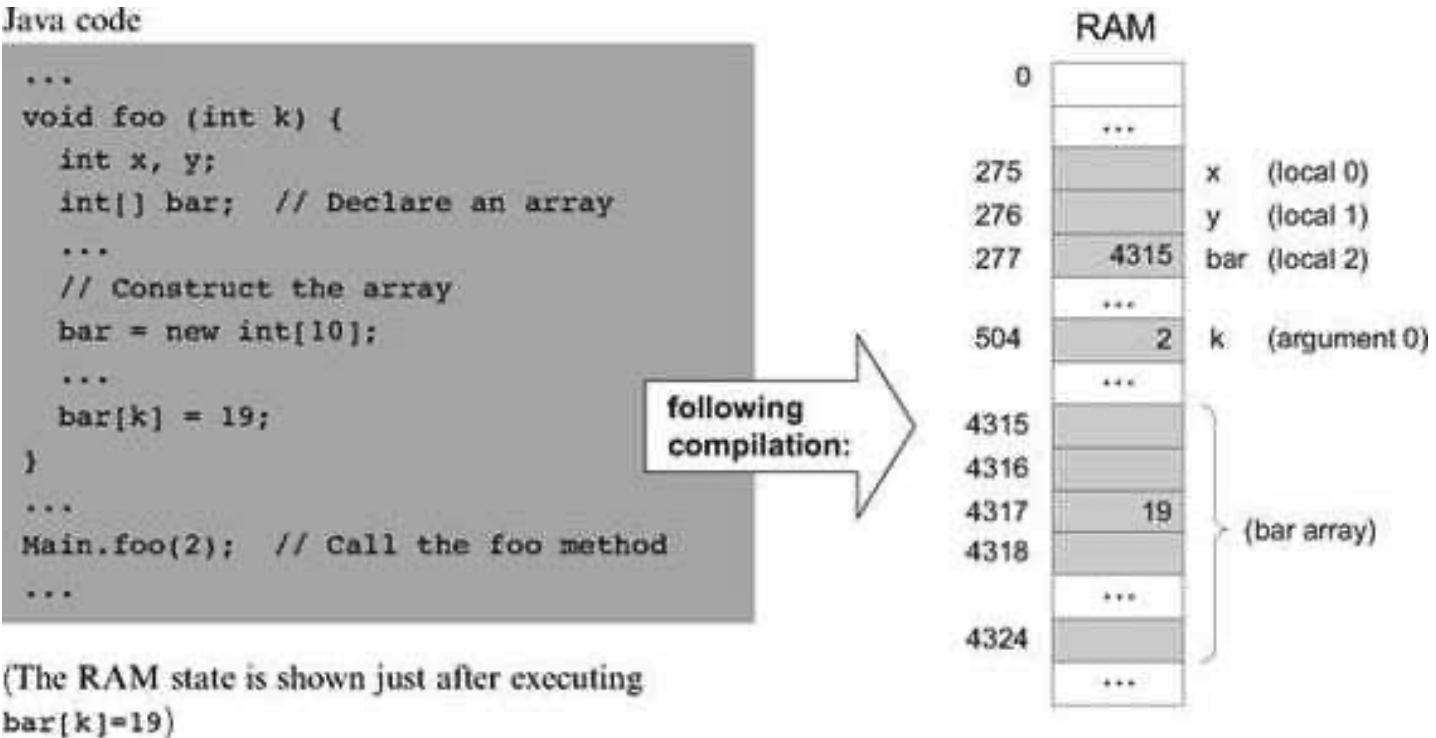 Java code
...
void foo (int k) {
int x, y;
int[] bar; // Declare an array
...
// Construct the array
bar = new int[10];
...
bar[k] = 19;
}
...
Main.foo(2); // Call the foo method
...
(The RAM state is shown just after executing
bar[k]=19)
following
compilation:
RAM
0
...
275 x (local 0)
276 y (local 1)
277 4315 bar (local 2)
...
504 2 k (argument 0)
...
4315
4316
4317 19
(bar array)
4318
...
4324
...